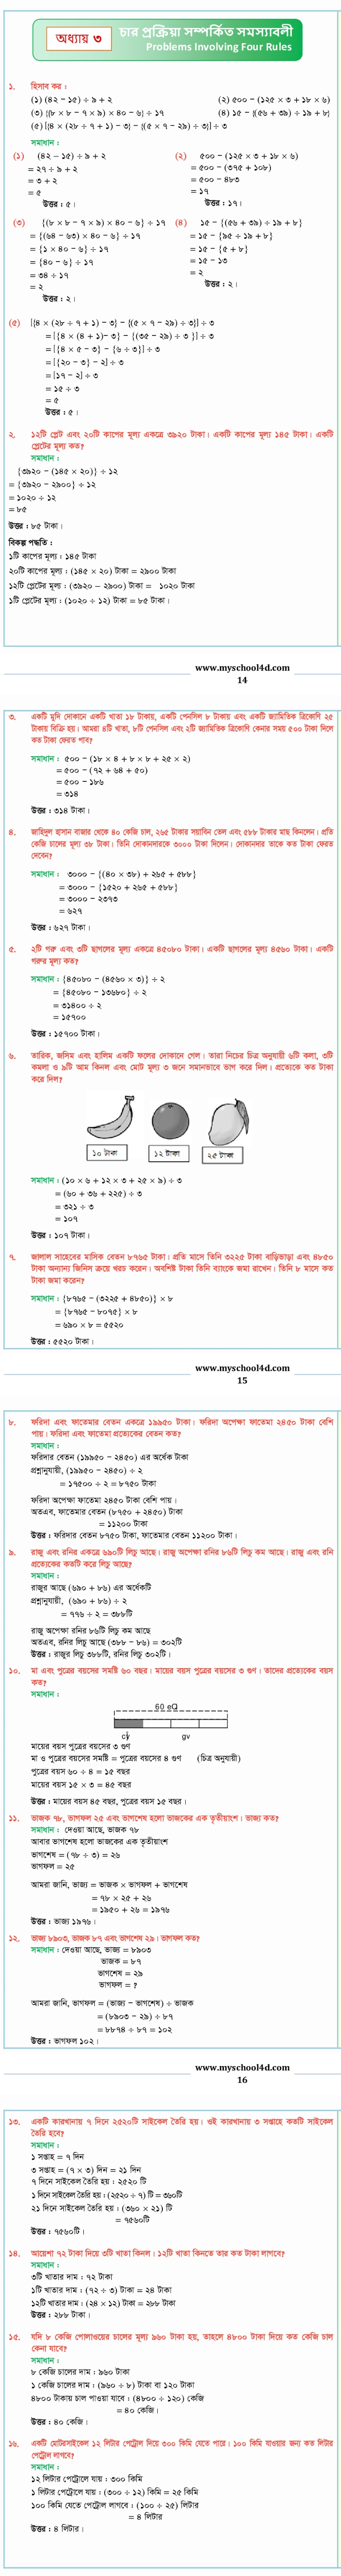 অধ্যায় ৩
চার প্রক্রিয়া সম্পর্কিত সমস্যাবলী
Problems Involving Four Rules
১. হিসাব কর :
(১) (৪২ − ১৫) ÷ ৯ + ২ (২) ৫০০ − (১২৫ × ৩ + ১৮ × ৬)
(৩) {(৮ × ৮ − ৭ × ৯) × ৪০ − ৬} ÷ ১৭ (৪) ১৫ − {(৫৬ + ৩৯) ÷ ১৯ + ৮}
(৫) [{৪ × (২৮ ÷ ৭ + ১) − ৩} − {(৫ × ৭ − ২৯) ÷ ৩}] ÷ ৩
সমাধান :
(১) (৪২ − ১৫) ÷ ৯ + ২
= ২৭ ÷ ৯ + ২
= ৩ + ২
= ৫
উত্তর : ৫।
(২) ৫০০ − (১২৫ × ৩ + ১৮ × ৬)
= ৫০০ − (৩৭৫ + ১০৮)
= ৫০০ − ৪৮৩
= ১৭
উত্তর : ১৭।
(৩) {(৮ × ৮ − ৭ × ৯) × ৪০ − ৬} ÷ ১৭
= {(৬৪ − ৬৩) × ৪০ − ৬} ÷ ১৭
= {১ × ৪০ − ৬} ÷ ১৭
= {৪০ − ৬} ÷ ১৭
= ৩৪ ÷ ১৭
= ২
উত্তর : ২।
(৪) ১৫ − {(৫৬ + ৩৯) ÷ ১৯ + ৮}
= ১৫ − {৯৫ ÷ ১৯ + ৮}
= ১৫ − {৫ + ৮}
= ১৫ − ১৩
= ২
উত্তর : ২।
(৫) [{৪ × (২৮ ÷ ৭ + ১) − ৩} − {(৫ × ৭ − ২৯) ÷ ৩}] ÷ ৩
= [{৪ × (৪ + ১)− ৩} − {(৩৫ − ২৯) ÷ ৩ }] ÷ ৩
= [{৪ × ৫ − ৩} − {৬ ÷ ৩}] ÷ ৩
= [{২০ − ৩} − ২] ÷ ৩
= [১৭ − ২] ÷ ৩
= ১৫ ÷ ৩
= ৫
উত্তর : ৫।
২. ১২টি প্লেট এবং ২০টি কাপের মূল্য একত্রে ৩৯২০ টাকা। একটি কাপের মূল্য ১৪৫ টাকা। একটি
প্লেটের মূল্য কত?
সমাধান :
{৩৯২০ − (১৪৫ × ২০)} ÷ ১২
= {৩৯২০ − ২৯০০} ÷ ১২
= ১০২০ ÷ ১২
= ৮৫
উত্তর : ৮৫ টাকা।
বিকল্প পদ্ধতি :
১টি কাপের মূল্য : ১৪৫ টাকা
২০টি কাপের মূল্য : (১৪৫ × ২০) টাকা = ২৯০০ টাকা
১২টি প্লেটের মূল্য : (৩৯২০ − ২৯০০) টাকা = ১০২০ টাকা
১টি প্লেটের মূল্য : (১০২০ ÷ ১২) টাকা = ৮৫ টাকা।
www.myschool4d.com
14
৩. একটি মুদি দোকানে একটি খাতা ১৮ টাকায়, একটি পেনসিল ৮ টাকায় এবং একটি জ্যামিতিক ত্রিকোণি ২৫
টাকায় বিক্রি হয়। আমরা ৪টি খাতা, ৮টি পেনসিল এবং ২টি জ্যামিতিক ত্রিকোণি কেনার সময় ৫০০ টাকা দিলে
কত টাকা ফেরত পাব?
সমাধান : ৫০০ − (১৮ × ৪ + ৮ × ৮ + ২৫ × ২)
= ৫০০ − (৭২ + ৬৪ + ৫০)
= ৫০০ − ১৮৬
= ৩১৪
উত্তর : ৩১৪ টাকা।
৪. জাহিদুল হাসান বাজার থেকে ৪০ কেজি চাল, ২৬৫ টাকার সয়াবিন তেল এবং ৫৮৮ টাকার মাছ কিনলেন। প্রতি
কেজি চালের মূল্য ৩৮ টাকা। তিনি দোকানদারকে ৩০০০ টাকা দিলেন। দোকানদার তাকে কত টাকা ফেরত
দেবেন?
সমাধান : ৩০০০ − {(৪০ × ৩৮) + ২৬৫ + ৫৮৮}
= ৩০০০ − {১৫২০ + ২৬৫ + ৫৮৮}
= ৩০০০ − ২৩৭৩
= ৬২৭
উত্তর : ৬২৭ টাকা।
৫. ২টি গরু এবং ৩টি ছাগলের মূল্য একত্রে ৪৫০৮০ টাকা। একটি ছাগলের মূল্য ৪৫৬০ টাকা। একটি
গরুর মূল্য কত?
সমাধান : {৪৫০৮০ − (৪৫৬০ × ৩)} ÷ ২
= {৪৫০৮০ − ১৩৬৮০} ÷ ২
= ৩১৪০০ ÷ ২
= ১৫৭০০
উত্তর : ১৫৭০০ টাকা।
৬. তারিক, জসিম এবং হালিম একটি ফলের দোকানে গেল। তারা নিচের চিত্র অনুযায়ী ৬টি কলা, ৩টি
কমলা ও ৯টি আম কিনল এবং মোট মূল্য ৩ জনে সমানভাবে ভাগ করে দিল। প্রত্যেকে কত টাকা
করে দিল?
১০ টাকা ১২ টাকা ২৫ টাকা
সমাধান : (১০ × ৬ + ১২ × ৩ + ২৫ × ৯) ÷ ৩
= (৬০ + ৩৬ + ২২৫) ÷ ৩
= ৩২১ ÷ ৩
= ১০৭
উত্তর : ১০৭ টাকা।
৭. জালাল সাহেবের মাসিক বেতন ৮৭৬৫ টাকা। প্রতি মাসে তিনি ৩২২৫ টাকা বাড়িভাড়া এবং ৪৮৫০
টাকা অন্যান্য জিনিস ক্রয়ে খরচ করেন। অবশিষ্ট টাকা তিনি ব্যাংকে জমা রাখেন। তিনি ৮ মাসে কত
টাকা জমা করেন?
সমাধান : {৮৭৬৫ − (৩২২৫ + ৪৮৫০)} × ৮
= {৮৭৬৫ − ৮০৭৫} × ৮
= ৬৯০ × ৮ = ৫৫২০
উত্তর : ৫৫২০ টাকা।
www.myschool4d.com
15
৮. ফরিদা এবং ফাতেমার বেতন একত্রে ১৯৯৫০ টাকা। ফরিদা অপেক্ষা ফাতেমা ২৪৫০ টাকা বেশি
পায়। ফরিদা এবং ফাতেমা প্রত্যেকের বেতন কত?
সমাধান :
ফরিদার বেতন (১৯৯৫০ − ২৪৫০) এর অর্ধেক টাকা
প্রশ্নানুযায়ী, (১৯৯৫০ − ২৪৫০) ÷ ২
= ১৭৫০০ ÷ ২ = ৮৭৫০ টাকা
ফরিদা অপেক্ষা ফাতেমা ২৪৫০ টাকা বেশি পায়।
অতএব, ফাতেমার বেতন (৮৭৫০ + ২৪৫০) টাকা
= ১১২০০ টাকা
উত্তর : ফরিদার বেতন ৮৭৫০ টাকা, ফাতেমার বেতন ১১২০০ টাকা।
৯. রাজু এবং রনির একত্রে ৬৯০টি লিচু আছে। রাজু অপেক্ষা রনির ৮৬টি লিচু কম আছে। রাজু এবং রনি
প্রত্যেকের কতটি করে লিচু আছে?
সমাধান :
রাজুর আছে (৬৯০ + ৮৬) এর অর্ধেকটি
প্রশ্নানুযায়ী, (৬৯০ + ৮৬) ÷ ২
= ৭৭৬ ÷ ২ = ৩৮৮টি
রাজু অপেক্ষা রনির ৮৬টি লিচু কম আছে
অতএব, রনির লিচু আছে (৩৮৮ − ৮৬) = ৩০২টি
উত্তর : রাজুর লিচু ৩৮৮টি, রনির লিচু ৩০২টি।
১০. মা এবং পুত্রের বয়সের সমষ্টি ৬০ বছর। মায়ের বয়স পুত্রের বয়সের ৩ গুণ। তাদের প্রত্যেকের বয়স
কত?
সমাধান :
60 eQ
gv
মায়ের বয়স পুত্রের বয়সের ৩ গুণ
মা ও পুত্রের বয়সের সমষ্টি = পুত্রের বয়সের ৪ গুণ (চিত্র অনুযায়ী)
পুত্রের বয়স ৬০ ÷ ৪ = ১৫ বছর
মায়ের বয়স ১৫ × ৩ = ৪৫ বছর
উত্তর : মায়ের বয়স ৪৫ বছর, পুত্রের বয়স ১৫ বছর।
১১. ভাজক ৭৮, ভাগফল ২৫ এবং ভাগশেষ হলো ভাজকের এক তৃতীয়াংশ। ভাজ্য কত?
সমাধান : দেওয়া আছে, ভাজক ৭৮
আবার ভাগশেষ হলো ভাজকের এক তৃতীয়াংশ
ভাগশেষ = (৭৮ ÷ ৩) = ২৬
ভাগফল = ২৫
আমরা জানি, ভাজ্য = ভাজক × ভাগফল + ভাগশেষ
= ৭৮ × ২৫ + ২৬
= ১৯৫০ + ২৬ = ১৯৭৬
উত্তর : ভাজ্য ১৯৭৬।
১২. ভাজ্য ৮৯০৩, ভাজক ৮৭ এবং ভাগশেষ ২৯। ভাগফল কত?
সমাধান : দেওয়া আছে, ভাজ্য = ৮৯০৩
ভাজক = ৮৭
ভাগশেষ = ২৯
ভাগফল = ?
আমরা জানি, ভাগফল = (ভাজ্য − ভাগশেষ) ÷ ভাজক
= (৮৯০৩ − ২৯) ÷ ৮৭
= ৮৮৭৪ ÷ ৮৭ = ১০২
উত্তর : ভাগফল ১০২।
www.myschool4d.com
16
১৩. একটি কারখানায় ৭ দিনে ২৫২০টি সাইকেল তৈরি হয়। ওই কারখানায় ৩ সপ্তাহে কতটি সাইকেল
তৈরি হবে?
সমাধান :
১ সপ্তাহ = ৭ দিন
৩ সপ্তাহ = (৭ × ৩) দিন = ২১ দিন
৭ দিনে সাইকেল তৈরি হয় : ২৫২০ টি
১ দিনে সাইকেল তৈরি হয় : (২৫২০ ÷ ৭) টি = ৩৬০টি
২১ দিনে সাইকেল তৈরি হয় : (৩৬০ × ২১) টি
= ৭৫৬০টি
উত্তর : ৭৫৬০টি।
১৪. আয়েশা ৭২ টাকা দিয়ে ৩টি খাতা কিনল। ১২টি খাতা কিনতে তার কত টাকা লাগবে?
সমাধান :
৩টি খাতার দাম : ৭২ টাকা
১টি খাতার দাম : (৭২ ÷ ৩) টাকা = ২৪ টাকা
১২টি খাতার দাম : (২৪ × ১২) টাকা = ২৮৮ টাকা
উত্তর : ২৮৮ টাকা।
১৫. যদি ৮ কেজি পোলাওয়ের চালের মূল্য ৯৬০ টাকা হয়, তাহলে ৪৮০০ টাকা দিয়ে কত কেজি চাল
কেনা যাবে?
সমাধান :
৮ কেজি চালের দাম : ৯৬০ টাকা
১ কেজি চালের দাম : (৯৬০ ÷ ৮) টাকা বা ১২০ টাকা
৪৮০০ টাকায় চাল পাওয়া যাবে : (৪৮০০ ÷ ১২০) কেজি
= ৪০ কেজি।
উত্তর : ৪০ কেজি।
১৬. একটি মোটরসাইকেল ১২ লিটার পেট্রোল দিয়ে ৩০০ কিমি যেতে পারে। ১০০ কিমি যাওয়ার জন্য কত লিটার
পেট্রোল লাগবে?
সমাধান :
১২ লিটার পেট্রোলে যায় : ৩০০ কিমি
১ লিটার পেট্রোলে যায় : (৩০০ ÷ ১২) কিমি = ২৫ কিমি
১০০ কিমি যেতে পেট্রোল লাগবে : (১০০ ÷ ২৫) লিটার
= ৪ লিটার
উত্তর : ৪ লিটার।